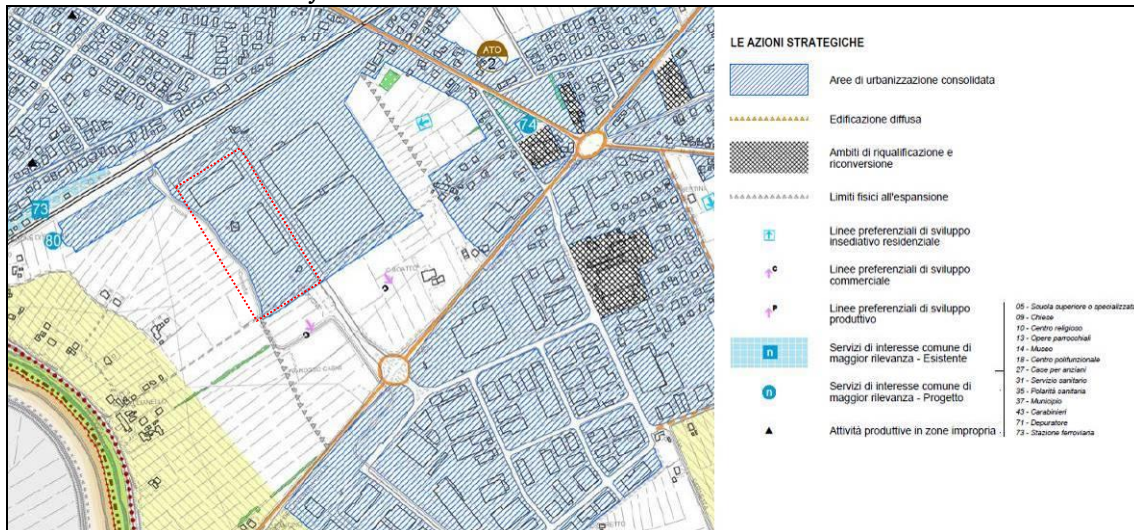 ATO
2
74
73
80
LE AZIONI STRATEGICHE
Aree di urbanizzazione consolidata
Edificazione diffusa
Ambiti di riqualificazione e
riconversione
Limiti fisici all'espansione
Linee preferenziali di sviluppo
insediativo residenziale
C
Linee preferenziali di sviluppo
commerciale
P
Linee preferenziali di sviluppo
produttivo
n
Servizi di interesse comune di
maggior rilevanza - Esistente
n
Servizi di interesse comune di
maggior rilevanza - Progetto
Attività produttive in zone impropria
05 - Scuola superiore o specializzata
09 - Chiese
10 - Centro religioso
13 - Opere parrocchiali
14 - Museo
18 - Centro polifunzionale
27 - Case per anziani
31 - Servizio sanitario
35 - Polarità sanitaria
37 - Municipio
43 - Carabinieri
71 - Depuratore
73 - Stazione ferroviaria